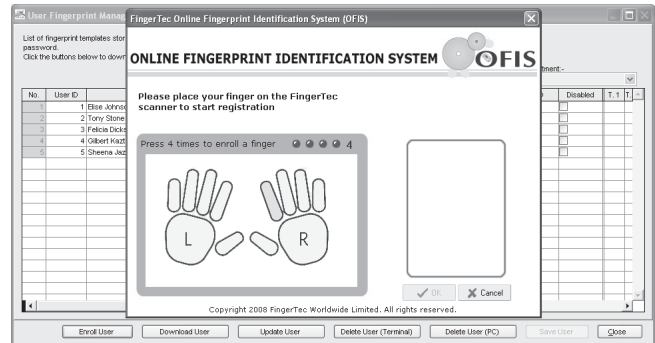 User Fingerprint Manag
FingerTec Online Fingerprint Identification System (OFIS)
List of fingerprint templates stor
password.
Click the buttons below to down
ONLINE FINGERPRINT IDENTIFICATION SYSTEM OFIS
tment:-
Please place your finger on the FingerTec
scanner to start registration
No. User ID Disabled T. 1 T.
1 1 Elise Johnso
2 2 Tony Stone
3 3 Felicia Dicks
4 4 Gilbert Kazt
5 5 Sheena Jaz
Press 4 times to enroll a finger 4
L R
OK Cancel
Copyright 2008 FingerTec Worldwide Limited. All rights reserved.
Enroll User Download User Update User Delete User (Terminal) Delete User (PC) Save User Close